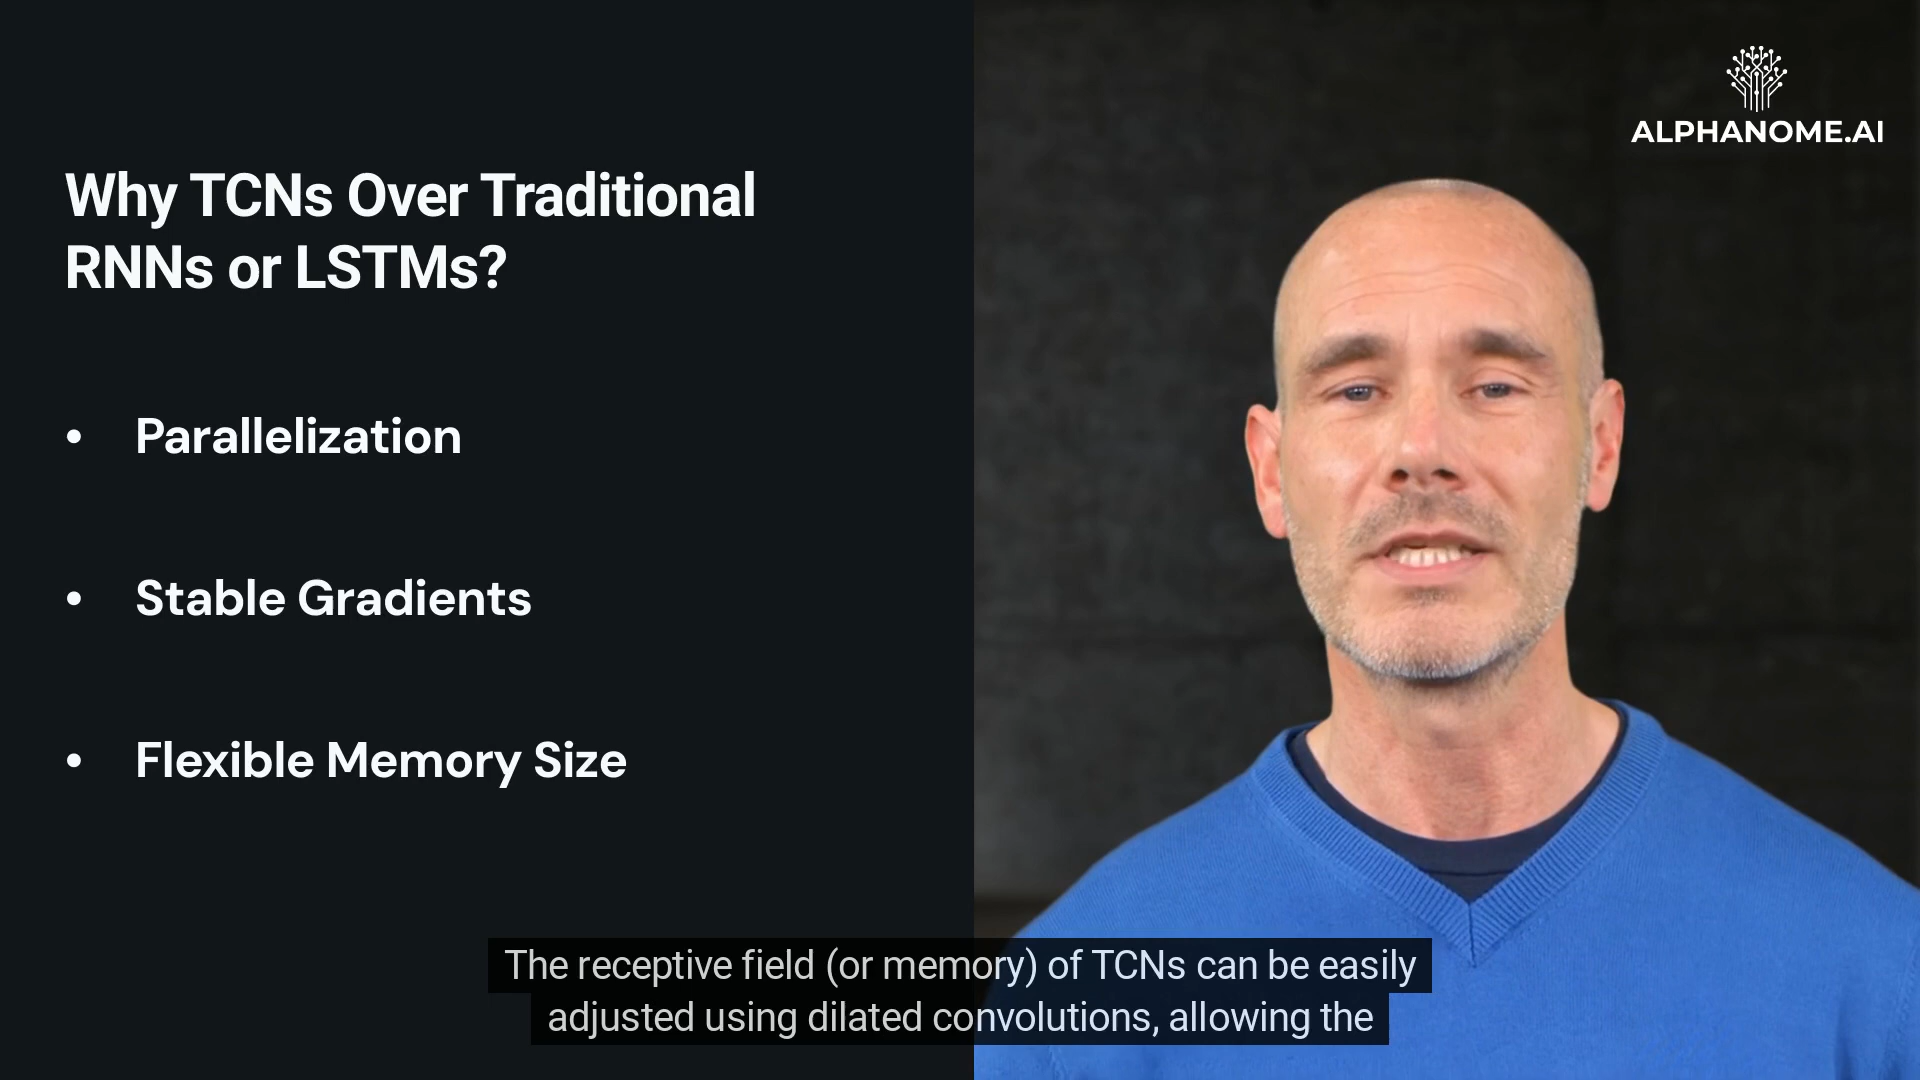 ALPHANOME.AI
Why TCNs Over Traditional
RNNs or LSTMs?
• Parallelization
• Stable Gradients
• Flexible Memory Size
The receptive field (or memory) of TCNs can be easily
adjusted using dilated convolutions, allowing the